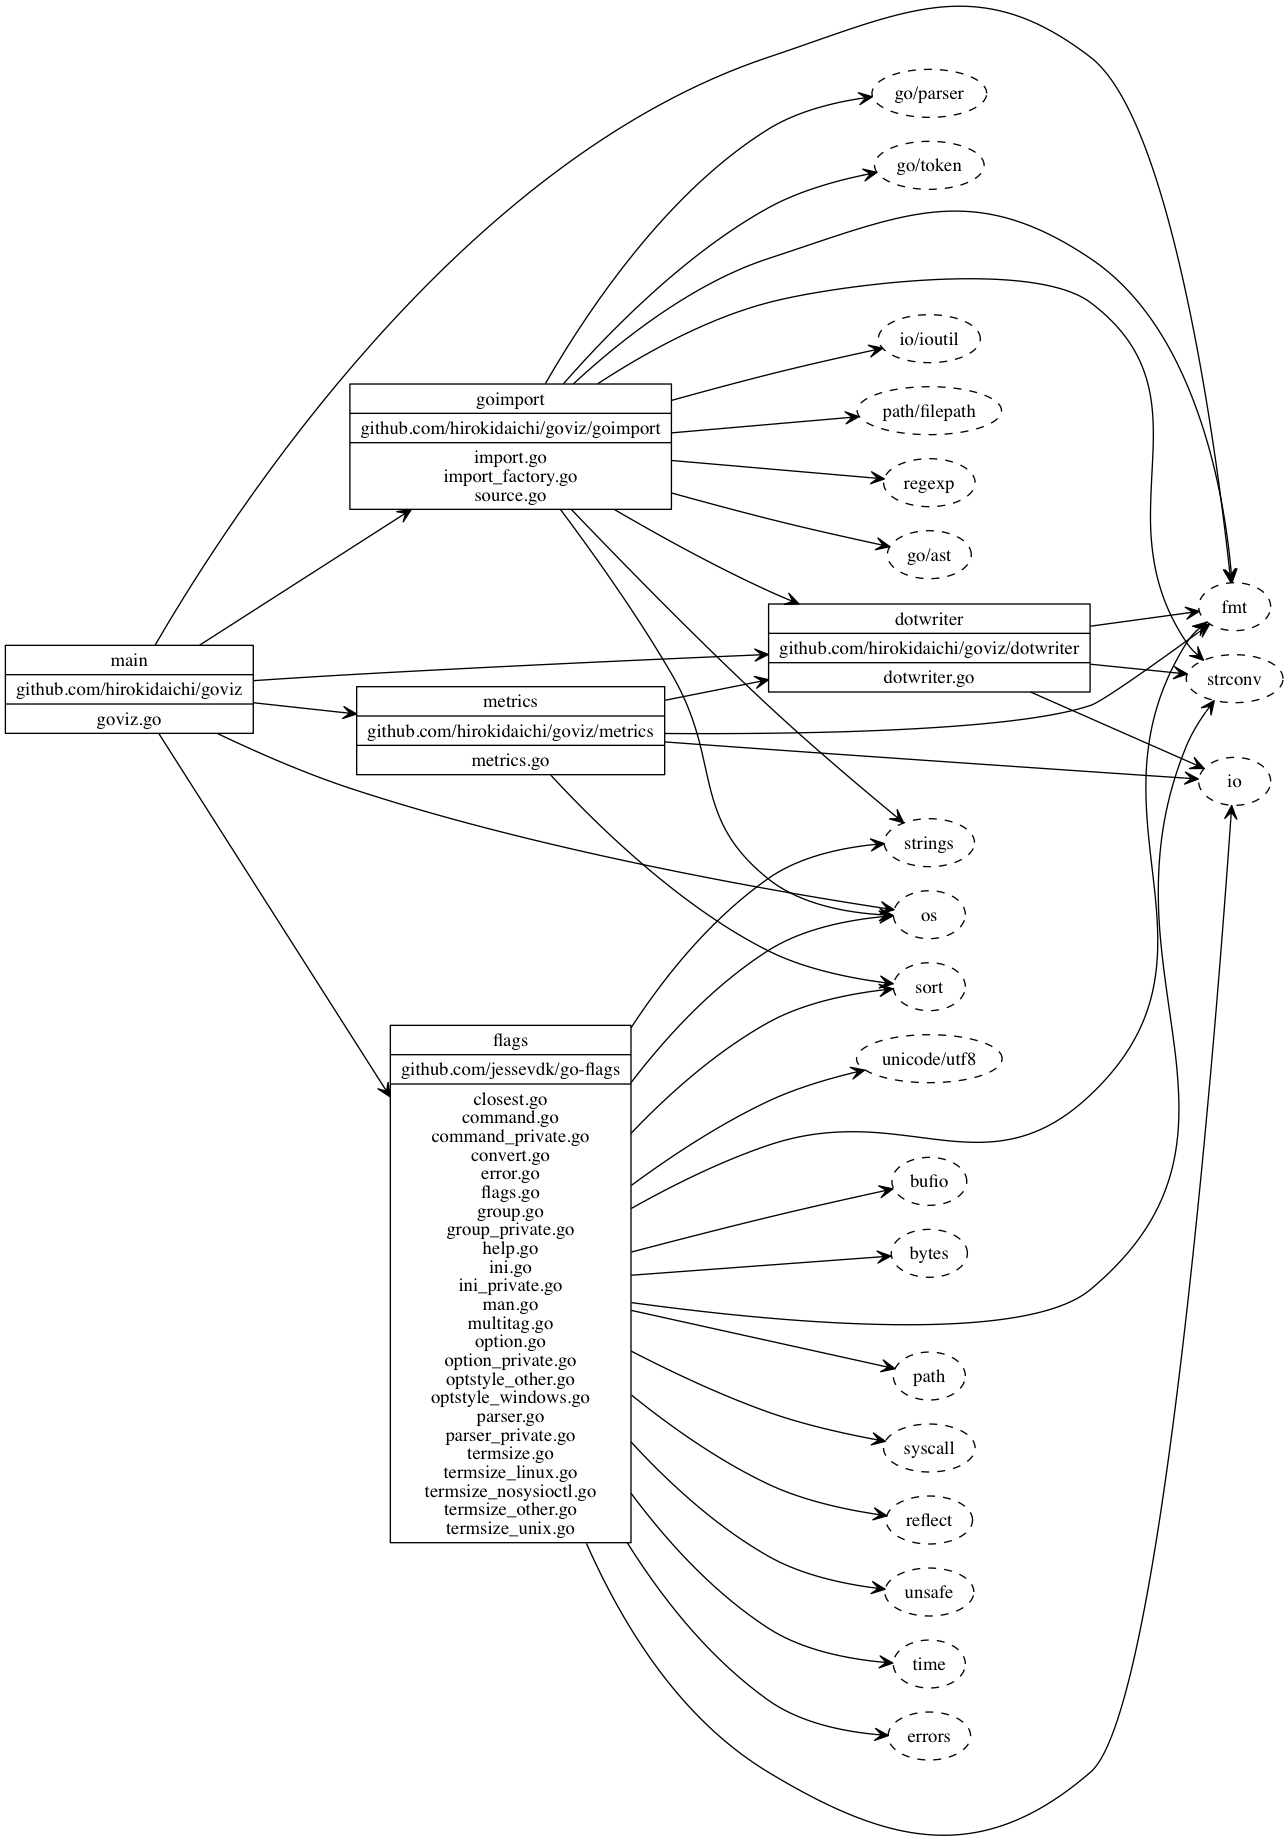 main
github.com/hirokidaichi/goviz
goviz.go
goimport
github.com/hirokidaichi/goviz/goimport
import.go
import_factory.go
source.go
metrics
github.com/hirokidaichi/goviz/metrics
metrics.go
flags
github.com/jessevdk/go-flags
closest.go
command.go
command_private.go
convert.go
error.go
flags.go
group.go
group_private.go
help.go
ini.go
ini_private.go
man.go
multitag.go
option.go
option_private.go
optstyle_other.go
optstyle_windows.go
parser.go
parser_private.go
termsize.go
termsize_linux.go
termsize_nosysioctl.go
termsize_other.go
termsize_unix.go
go/parser
go/token
io/ioutil
path/filepath
regexp
go/ast
dotwriter
github.com/hirokidaichi/goviz/dotwriter
dotwriter.go
strings
os
sort
unicode/utf8
bufio
bytes
path
syscall
reflect
unsafe
time
errors
fmt
strconv
io